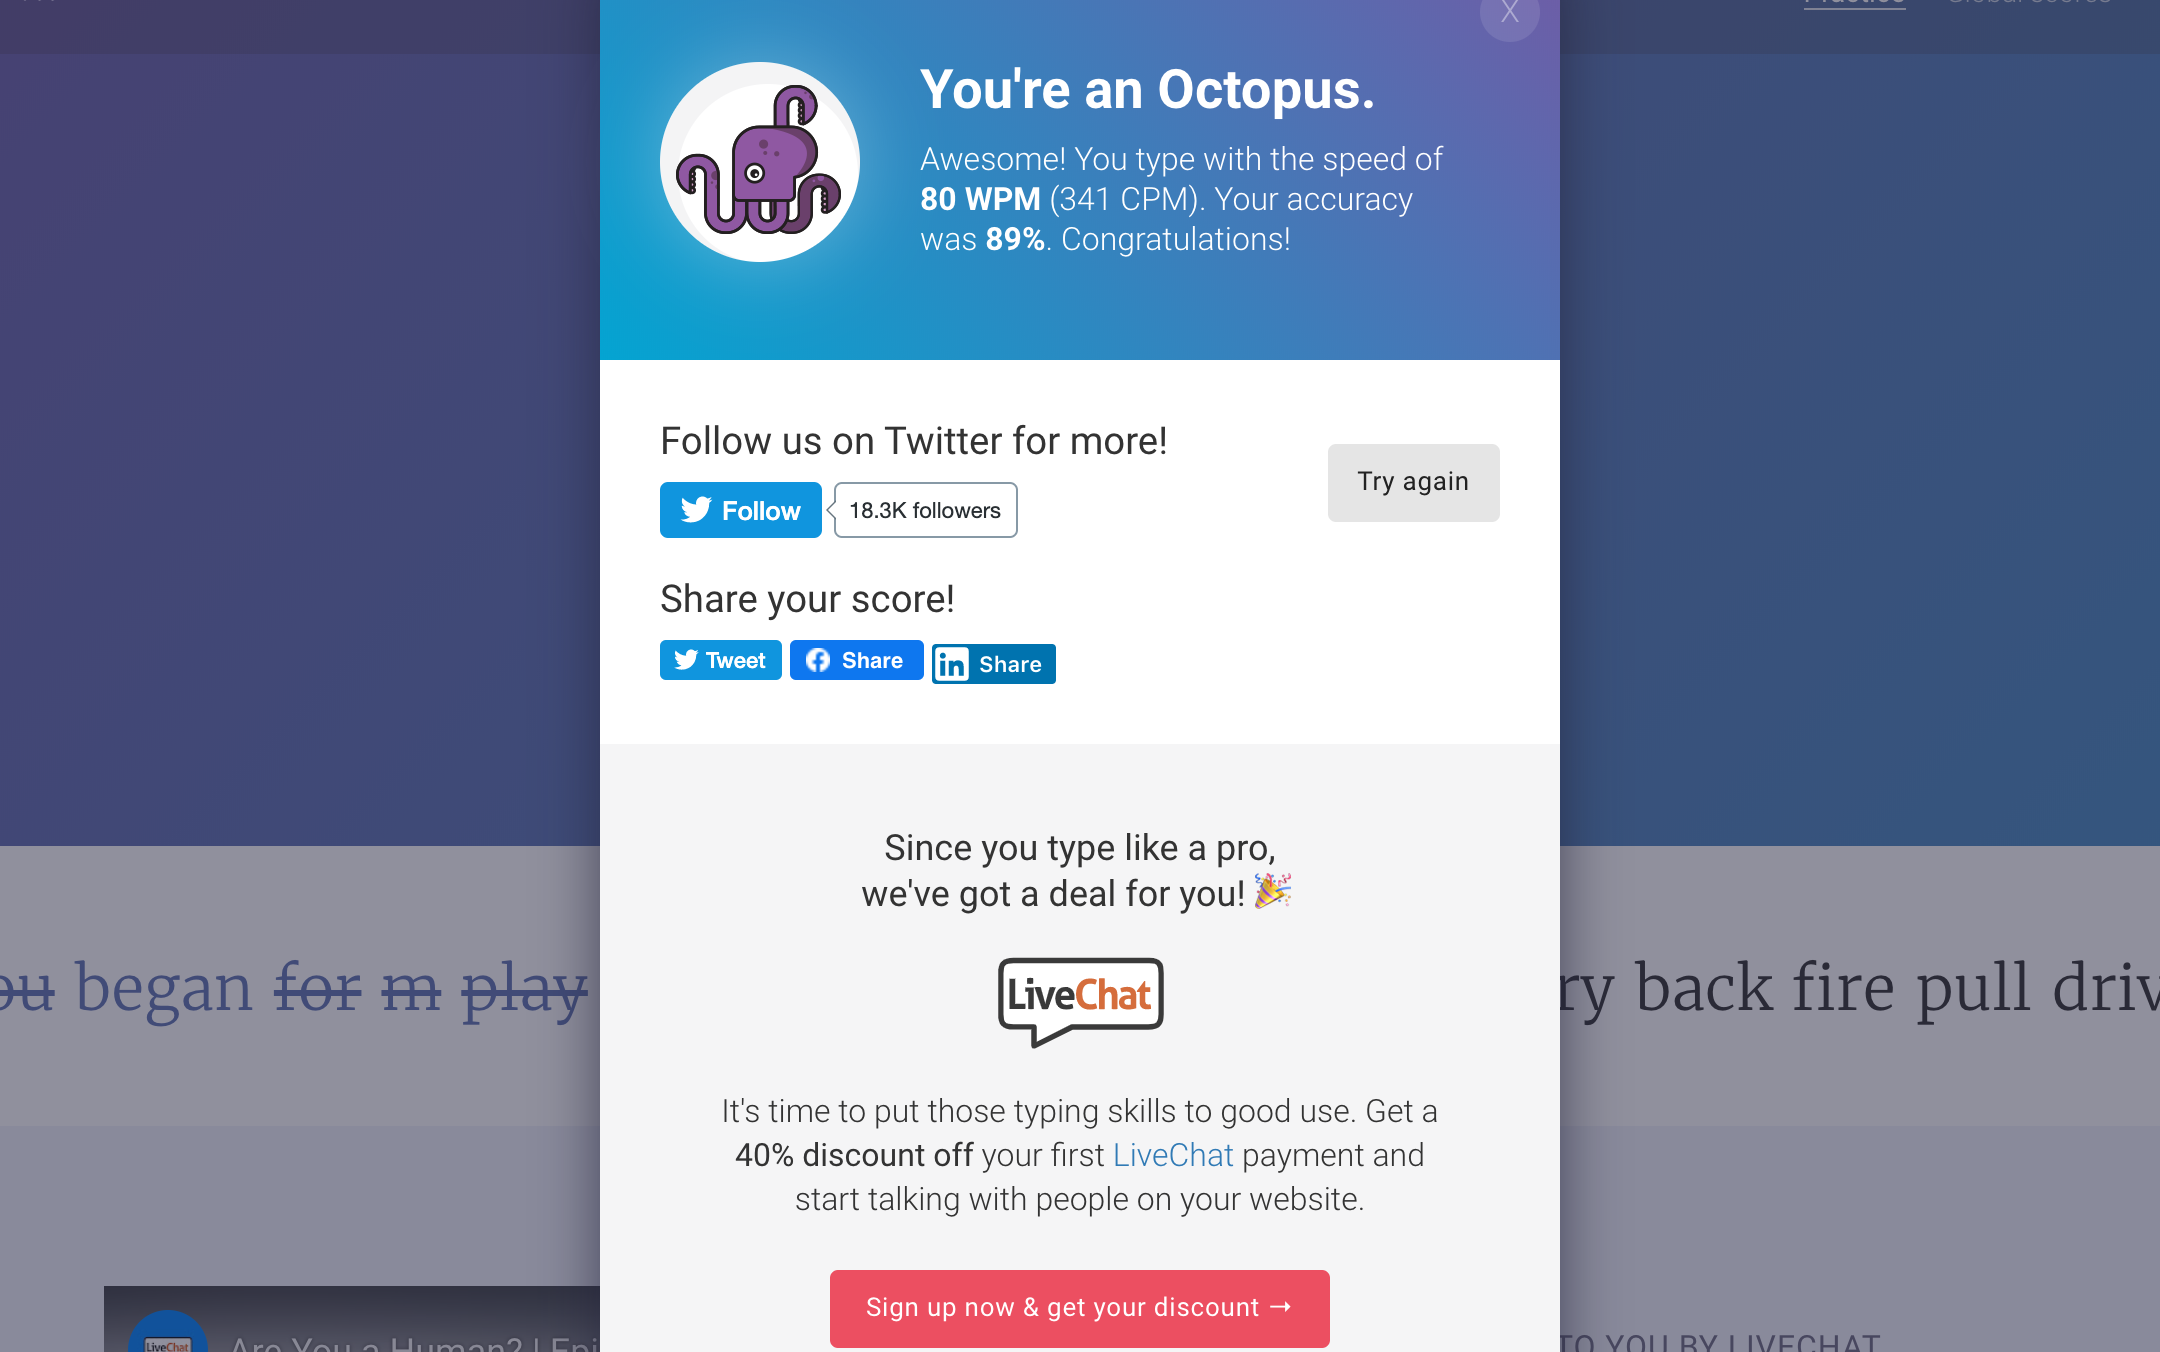 Practice Global scores
X
You're an Octopus.
Awesome! You type with the speed of
80 WPM (341 CPM). Your accuracy
was 89%. Congratulations!
Follow us on Twitter for more!
Follow 18.3K followers
Try again
Share your score!
Tweet Share in Share
Since you type like a pro,
we've got a deal for you! 🎉
began for m play
back fire pull
LiveChat
It's time to put those typing skills to good use. Get a
40% discount off your first LiveChat payment and
start talking with people on your website.
Sign up now & get your discount →
LiveChat Are You a Human? |
TO YOU BY LIVECHAT